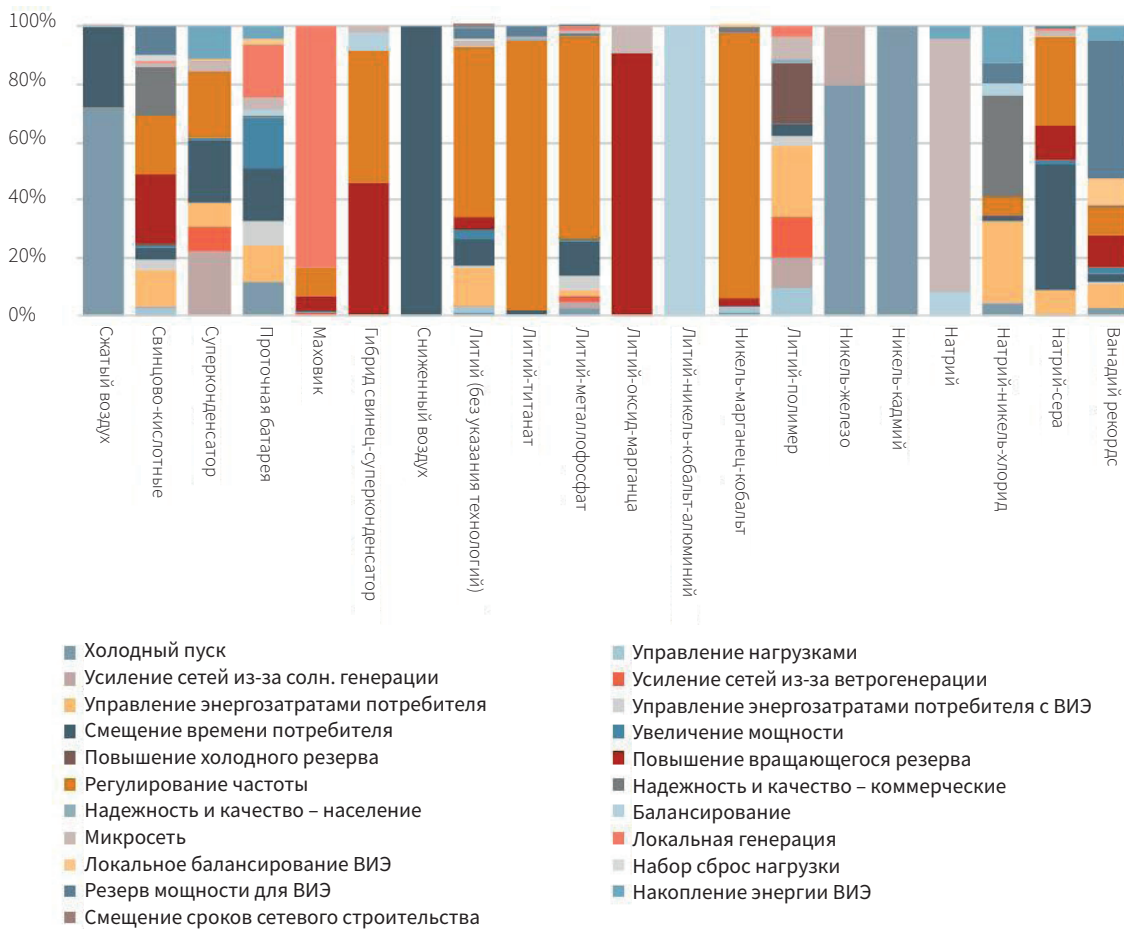 100%
80%
60%
40%
20%
0%
Сжатый воздух
Свинцово-кислотные
Суперконденсатор
Проточная батарея
Маховик
Гибрид свинец-суперконденсатор
Сниженный воздух
Литий (без указания технологий)
Литий-титанат
Литий-металлофосфат
Литий-оксид-марганца
Литий-никель-кобальт-алюминий
Никель-марганец-кобальт
Литий-полимер
Никель-железо
Никель-кадмий
Натрий
Натрий-никель-хлорид
Натрий-сера
Ванадий рекордс
Холодный пуск
Усиление сетей из-за солн. генерации
Управление энергозатратами потребителя
Смещение времени потребителя
Повышение холодного резерва
Регулирование частоты
Надежность и качество – население
Микросеть
Локальное балансирование ВИЭ
Резерв мощности для ВИЭ
Смещение сроков сетевого строительства
Управление нагрузками
Усиление сетей из-за ветрогенерации
Управление энергозатратами потребителя с ВИЭ
Увеличение мощности
Повышение вращающегося резерва
Надежность и качество – коммерческие
Балансирование
Локальная генерация
Набор сброс нагрузки
Накопление энергии ВИЭ